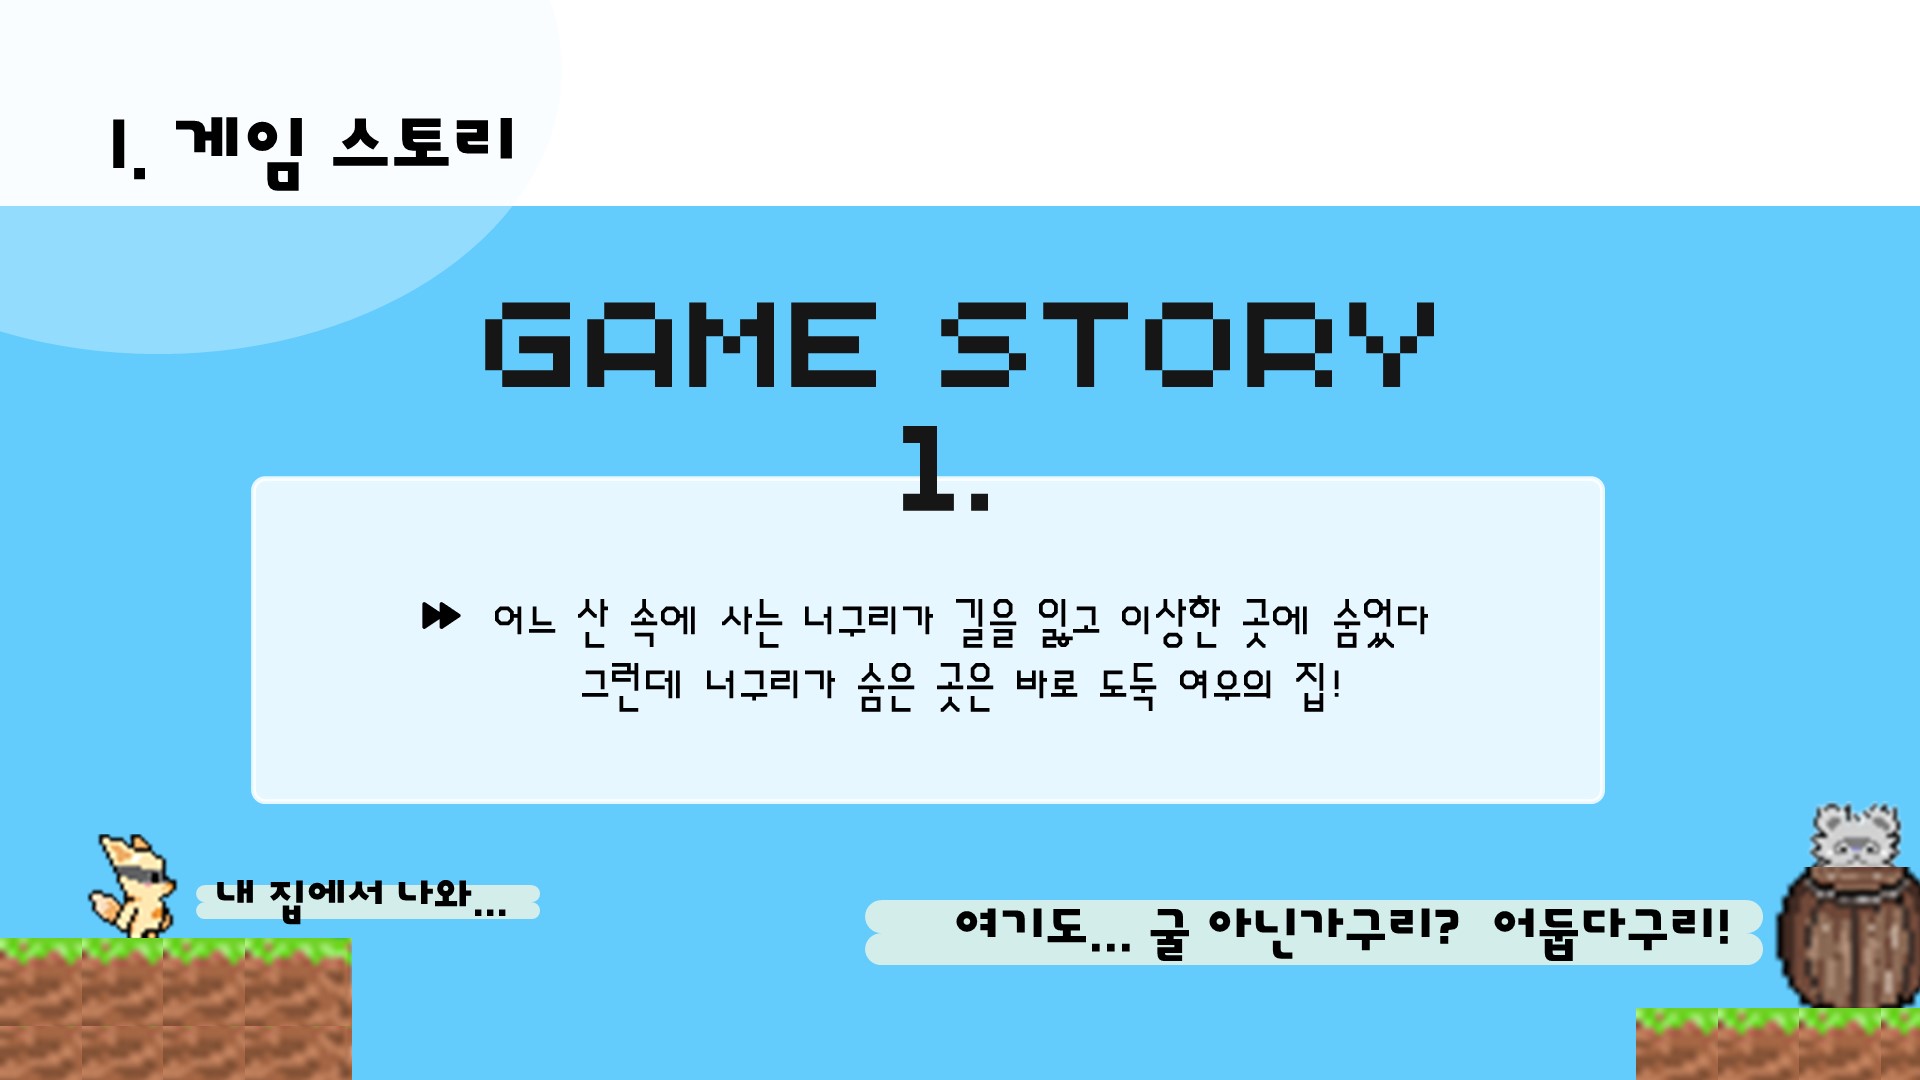 1. 게임 스토리
GAME STORY
1.
어느 산 속에 사는 너구리가 길을 잃고 이상한 곳에 숨었다
그런데 너구리가 숨은 곳은 바로 도둑 여우의 집!
내 집에서 나와...
여기도... 굴 아닌가구리? 어둡다구리!